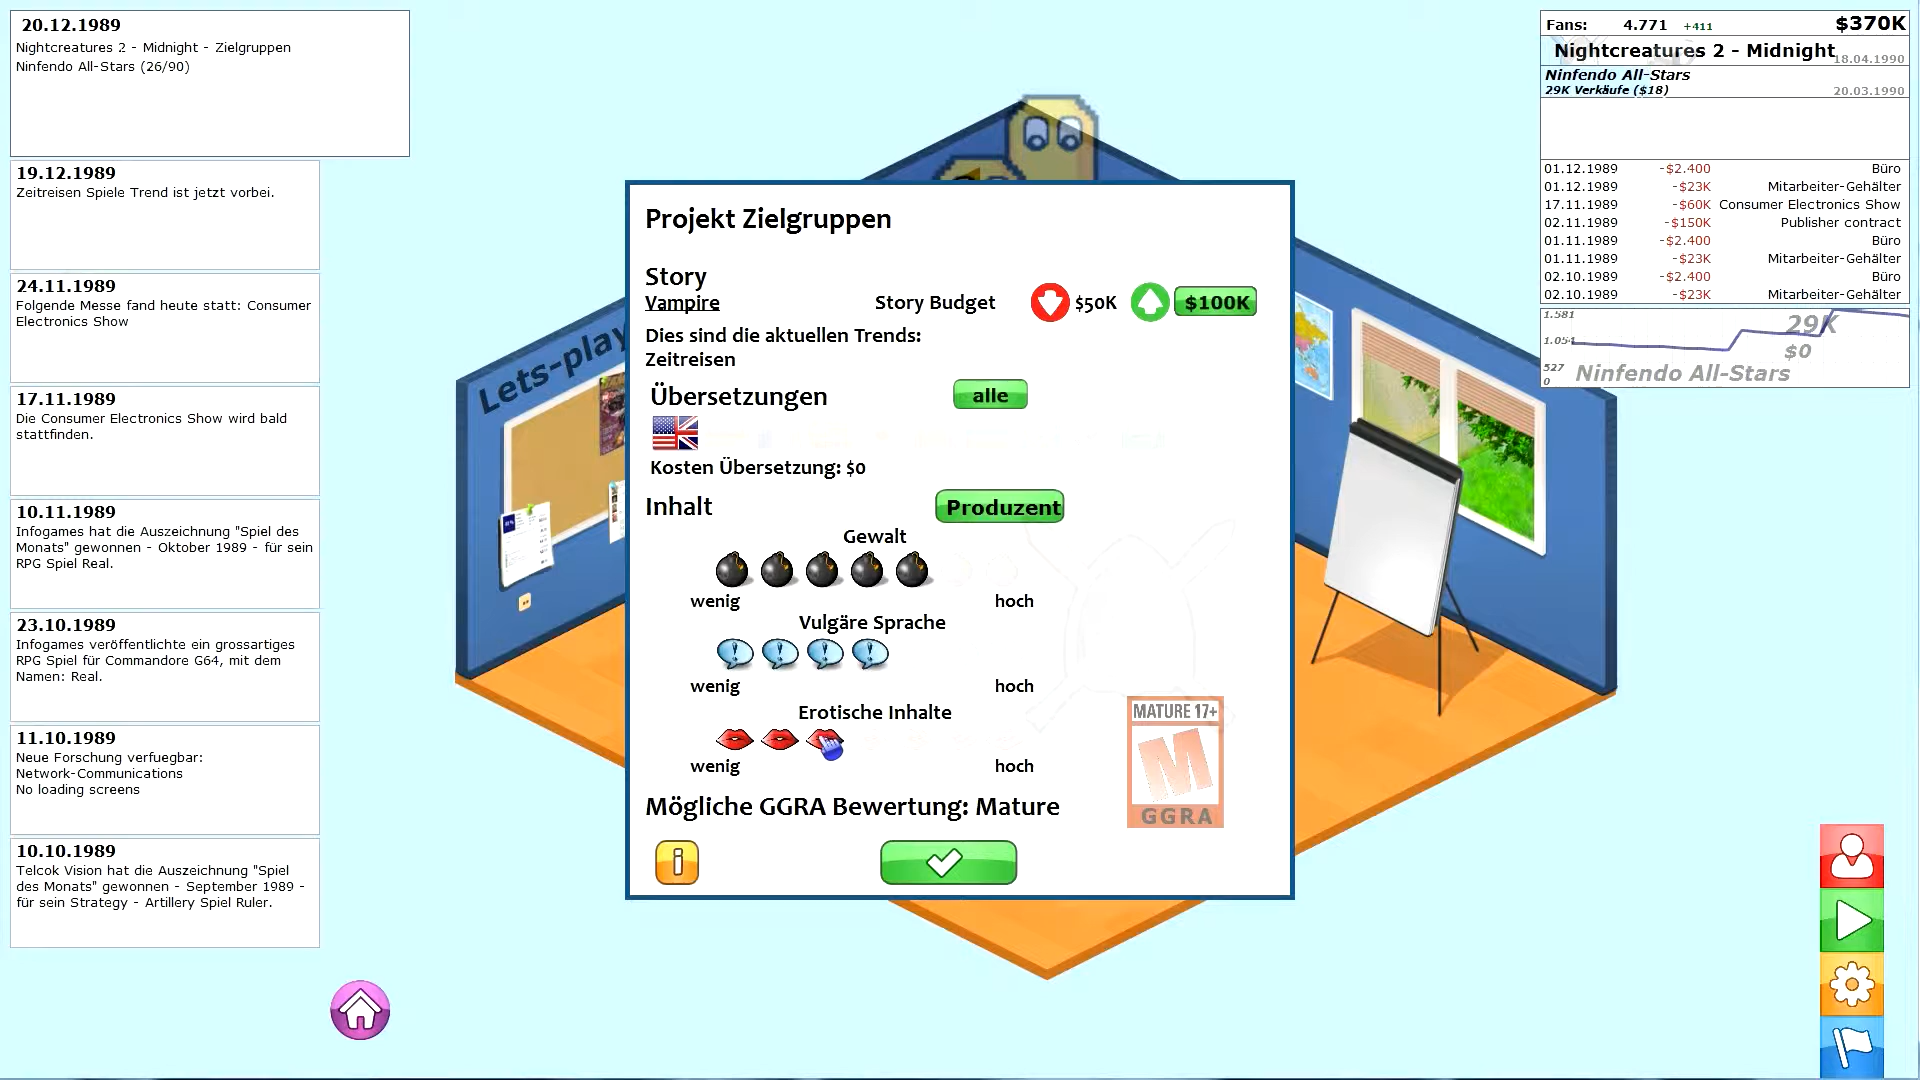 20.12.1989
Nightcreatures 2 - Midnight - Zielgruppen
Ninfendo All-Stars (26/90)
19.12.1989
Zeitreisen Spiele Trend ist jetzt vorbei.
24.11.1989
Folgende Messe fand heute statt: Consumer
Electronics Show
17.11.1989
Die Consumer Electronics Show wird bald
stattfinden.
10.11.1989
Infogames hat die Auszeichnung "Spiel des
Monats" gewonnen - Oktober 1989 - für sein
RPG Spiel Real.
23.10.1989
Infogames veröffentlichte ein grossartiges
RPG Spiel für Commandore G64, mit dem
Namen: Real.
11.10.1989
Neue Forschung verfuegbar:
Network-Communications
No loading screens
10.10.1989
Telcok Vision hat die Auszeichnung "Spiel
des Monats" gewonnen - September 1989 -
für sein Strategy - Artillery Spiel Ruler.
Lets-play
Projekt Zielgruppen
Story
Vampire Story Budget $50K $100K
Dies sind die aktuellen Trends:
Zeitreisen
Übersetzungen alle
Kosten Übersetzung: $0
Inhalt Produzent
Gewalt
wenig hoch
Vulgäre Sprache
wenig hoch
Erotische Inhalte
wenig hoch
Mögliche GGRA Bewertung: Mature
MATURE 17+
M
GGRA
Fans: 4.771 +411 $370K
Nightcreatures 2 - Midnight 18.04.1990
Ninfendo All-Stars
29K Verkäufe ($18) 20.03.1990
01.12.1989 -$2.400 Büro
01.12.1989 -$23K Mitarbeiter-Gehälter
17.11.1989 -$60K Consumer Electronics Show
02.11.1989 -$150K Publisher contract
01.11.1989 -$2.400 Büro
01.11.1989 -$23K Mitarbeiter-Gehälter
02.10.1989 -$2.400 Büro
02.10.1989 -$23K Mitarbeiter-Gehälter
1.581
29K
1.054
$0
527
0
Ninfendo All-Stars